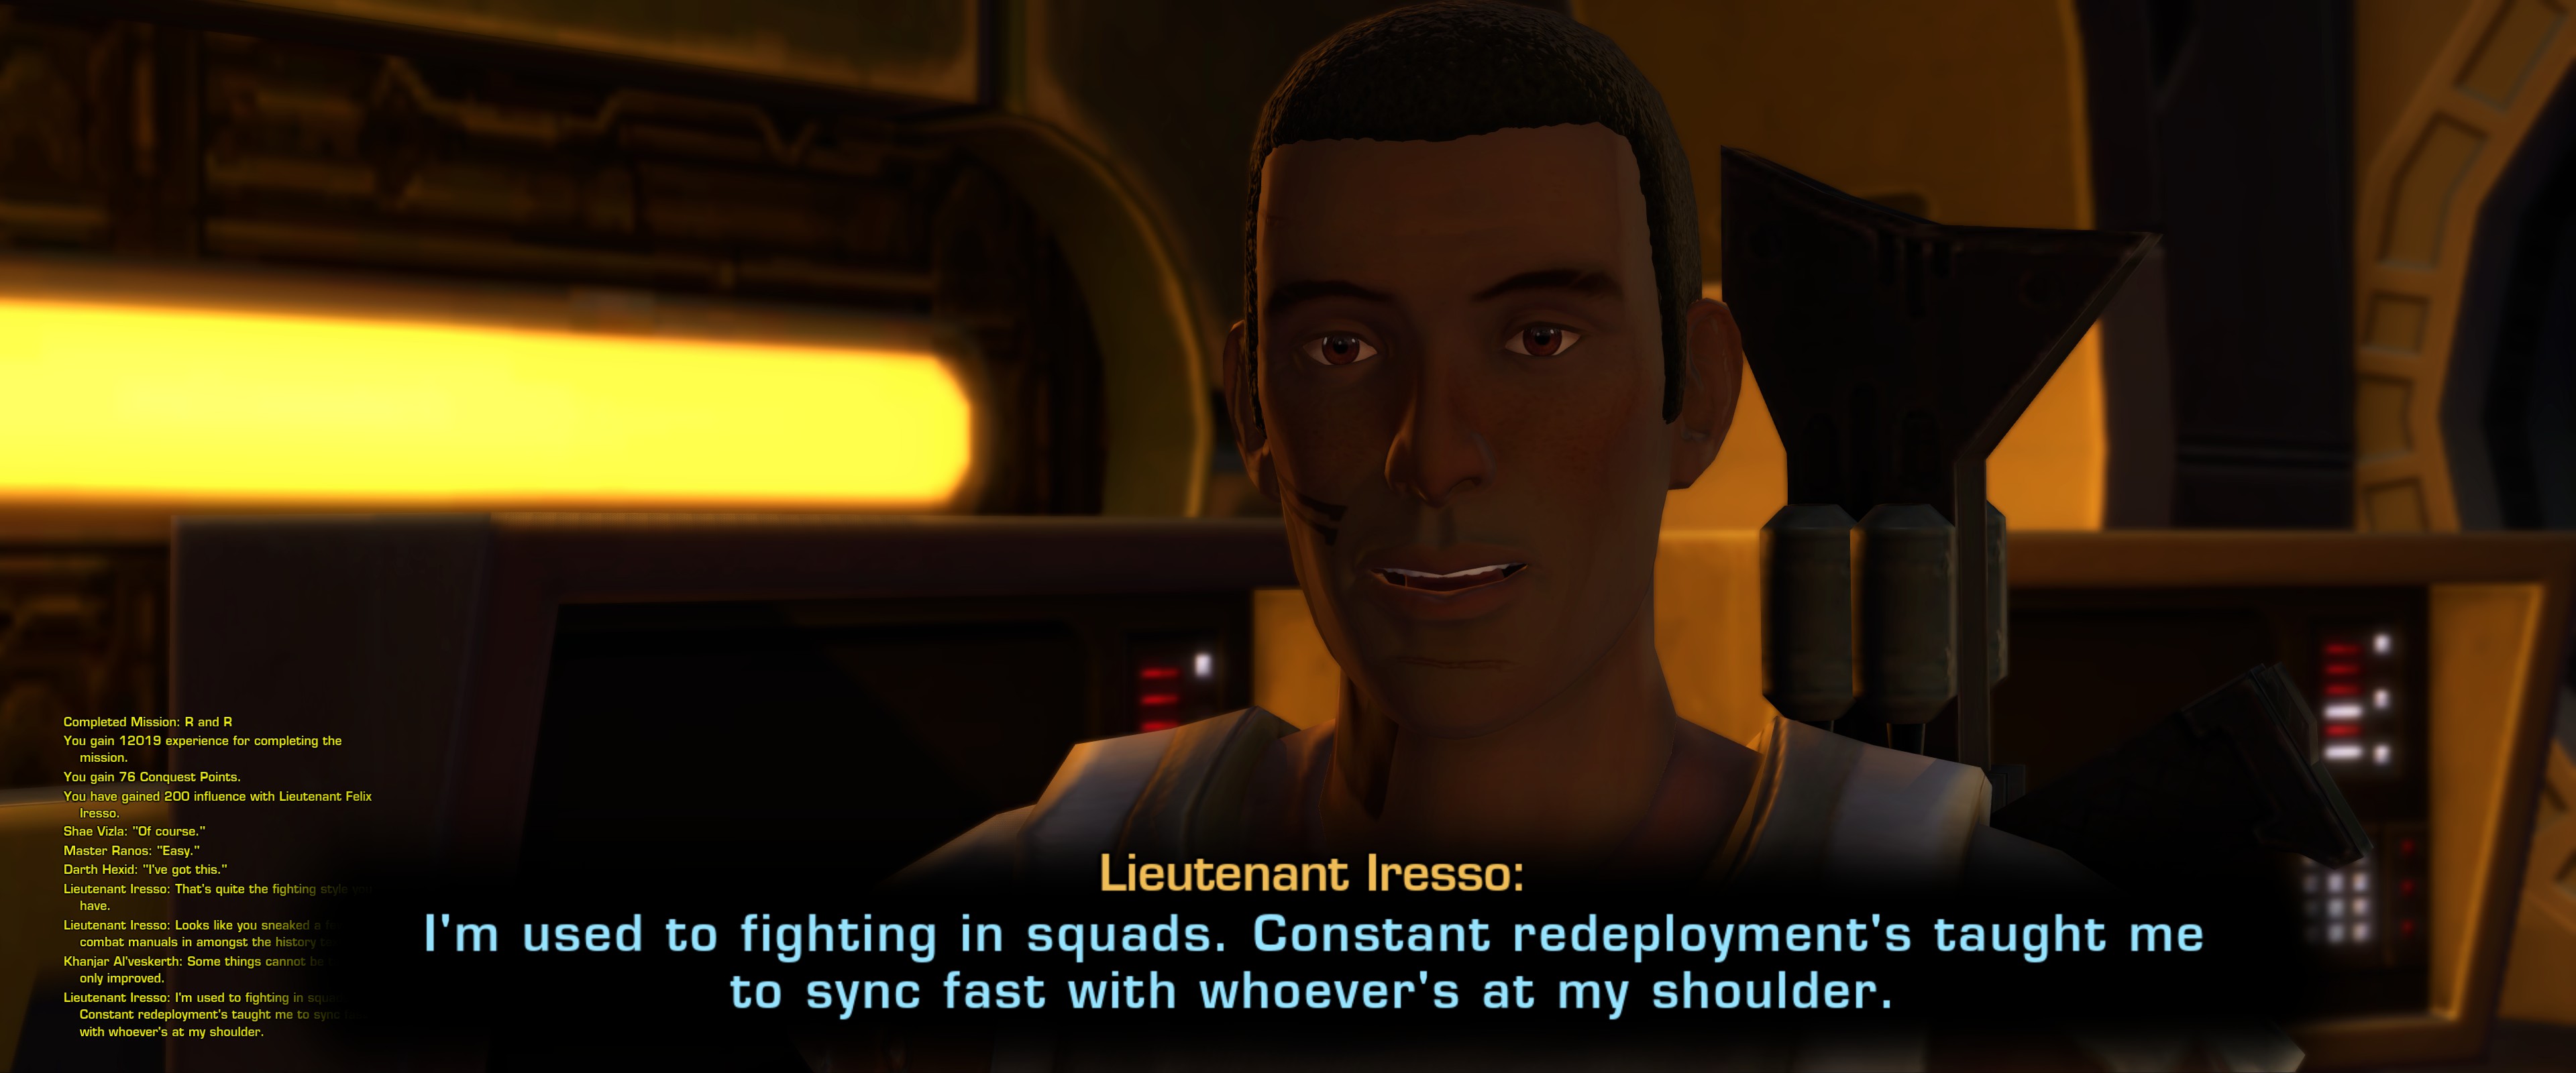 Completed Mission: R and R
You gain 12019 experience for completing the
mission.
You gain 76 Conquest Points.
You have gained 200 influence with Lieutenant Felix
Iresso.
Shae Vizla: "Of course."
Master Ranos: "Easy."
Darth Hexid: "I've got this."
Lieutenant Iresso: That's quite the fighting style you
have.
Lieutenant Iresso: Looks like you sneaked a
combat manuals in amongst the history
Khanjar Al'veskerth: Some things cannot be
only improved.
Lieutenant Iresso: I'm used to fighting in squads.
Constant redeployment's taught me to sync
with whoever's at my shoulder.
Lieutenant Iresso:
I'm used to fighting in squads. Constant redeployment's taught me
to sync fast with whoever's at my shoulder.